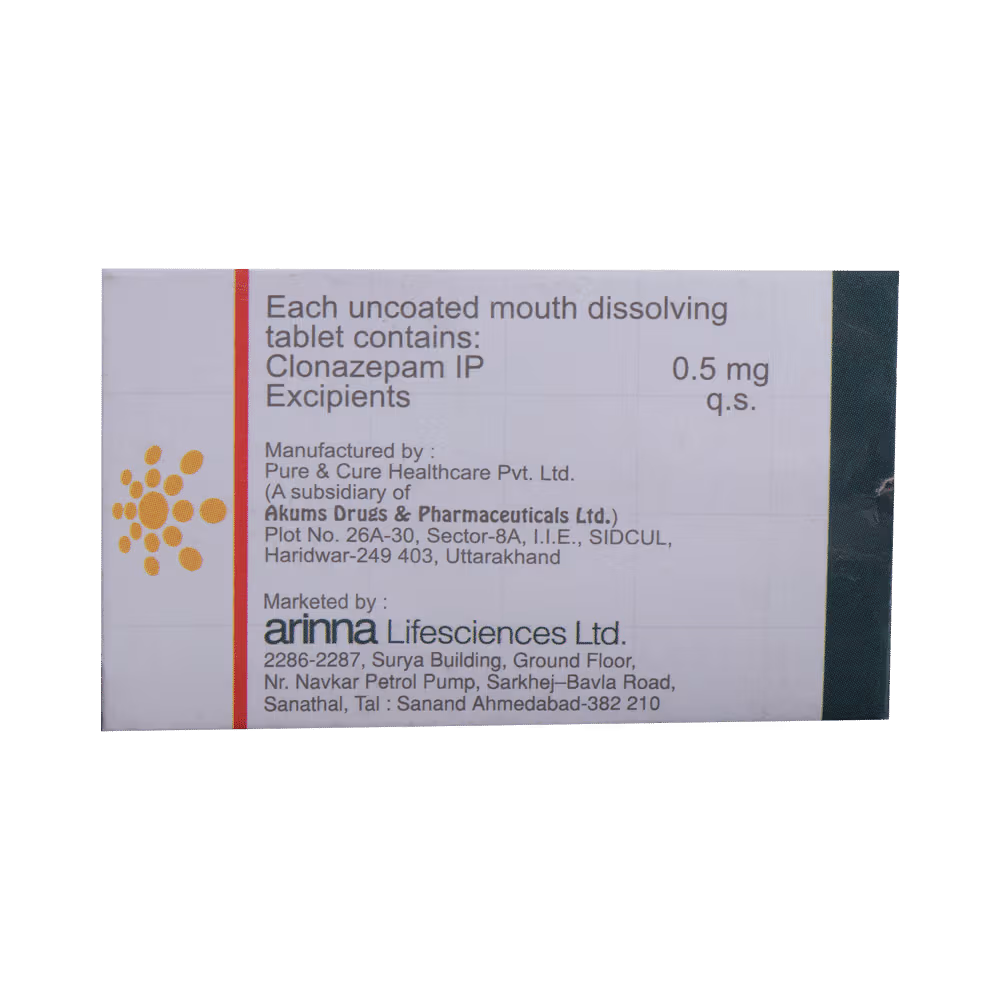 Each uncoated mouth dissolving
tablet contains:
Clonazepam IP 0.5 mg
Excipients q.s.
Manufactured by :
Pure & Cure Healthcare Pvt. Ltd.
(A subsidiary of
Akums Drugs & Pharmaceuticals Ltd.)
Plot No. 26A-30, Sector-8A, I.I.E., SIDCUL,
Haridwar-249 403, Uttarakhand
Marketed by :
arinna Lifesciences Ltd.
2286-2287, Surya Building, Ground Floor,
Nr. Navkar Petrol Pump, Sarkhej–Bavla Road,
Sanathal, Tal : Sanand Ahmedabad-382 210